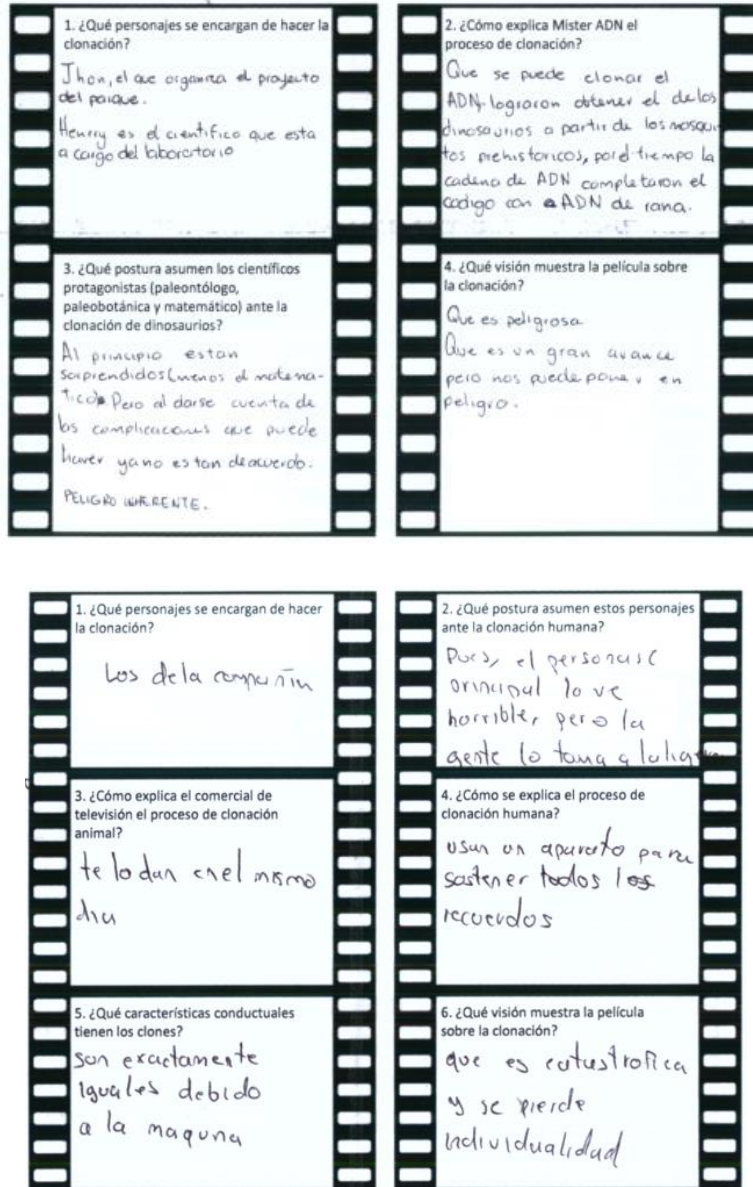 1. ¿Qué personajes se encargan de hacer la
clonación?
Jhon, el que organiza el proyecto
del parque.
Henrry es el cientifico que esta
a cargo del laboratorio
2. ¿Cómo explica Mister ADN el
proceso de clonación?
Que se puede clonar el
ADN, lograron obtener el de los
dinosaurios a partir de los mosqui
tos prehistoricos, por el tiempo la
cadena de ADN completaron el
codigo con ADN de rana.
3. ¿Qué postura asumen los científicos
protagonistas (paleontólogo,
paleobotánica y matemático) ante la
clonación de dinosaurios?
Al principio estan
sorprendidos (menos el matema-
tico). Pero al darse cuenta de
las complicaciones que puede
haver ya no estan deacuerdo.
PELIGRO INHERENTE.
4. ¿Qué visión muestra la película sobre
la clonación?
Que es peligrosa
Que es un gran avance
pero nos puede poner en
peligro.
1. ¿Qué personajes se encargan de hacer
la clonación?
Los dela compañia
2. ¿Qué postura asumen estos personajes
ante la clonación humana?
Pues, el personaje
principal lo ve
horrible, pero la
gente lo toma a la
3. ¿Cómo explica el comercial de
televisión el proceso de clonación
animal?
te lo dan en el mismo
dia
4. ¿Cómo se explica el proceso de
clonación humana?
usan un aparato para
sostener todos los
recuerdos
5. ¿Qué características conductuales
tienen los clones?
son exactamente
iguales debido
a la maquna
6. ¿Qué visión muestra la película
sobre la clonación?
que es catastrofica
y se pierde
individualidad